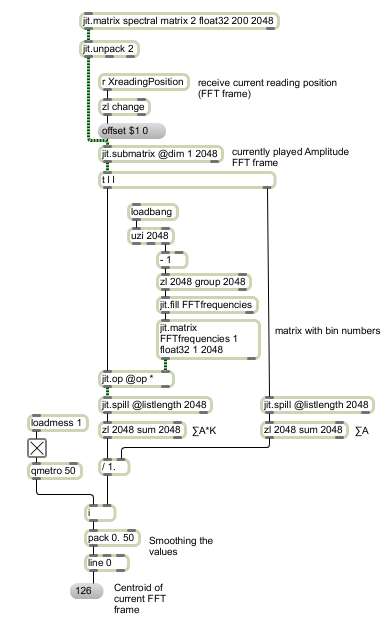 jit.matrix spectral matrix 2 float32 200 2048
jit.unpack 2
r XreadingPosition
receive current reading position
(FFT frame)
zl change
offset $1 0
jit.submatrix @dim 1 2048
currently played Amplitude
FFT frame
t l l
loadbang
uzi 2048
- 1
zl 2048 group 2048
jit.fill FFTfrequencies
jit.matrix
FFTfrequencies 1
float32 1 2048
matrix with bin numbers
jit.op @op *
jit.spill @listlength 2048
jit.spill @listlength 2048
loadmess 1
zl 2048 sum 2048
∑A*K
zl 2048 sum 2048
∑A
qmetro 50
/ 1.
i
pack 0. 50
Smoothing the
values
line 0
126
Centroid of
current FFT
frame